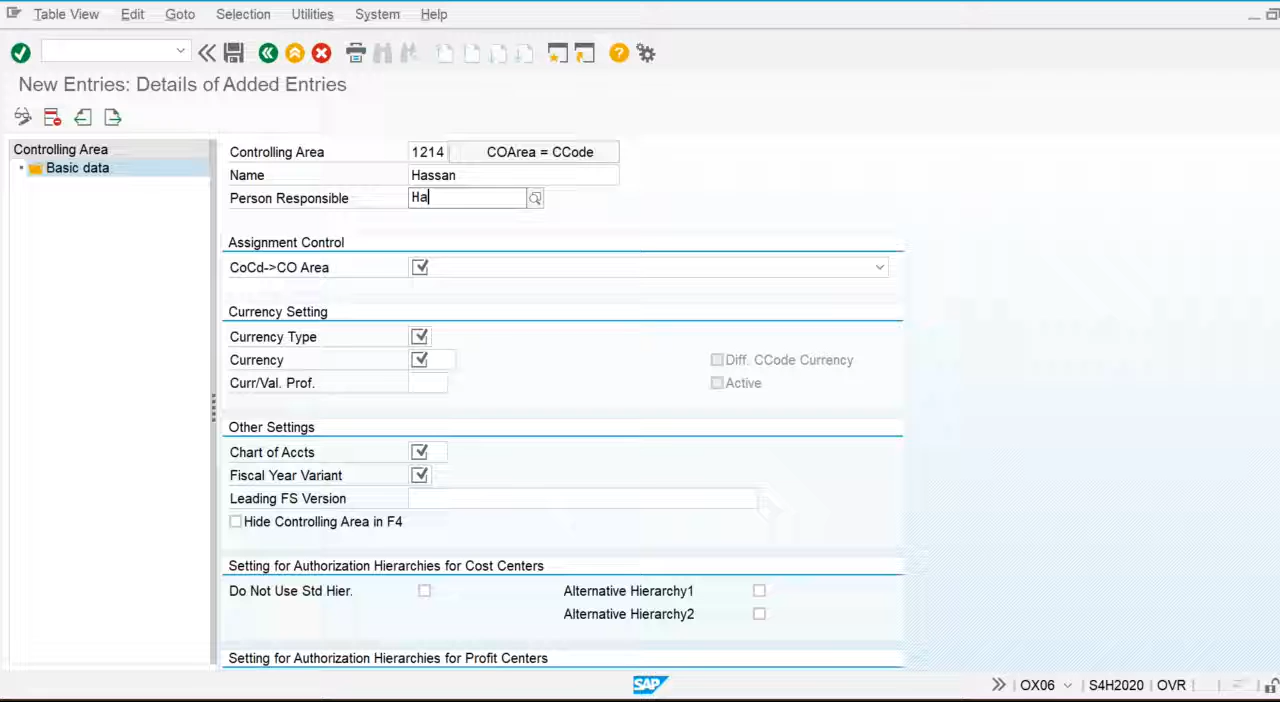 Table View Edit Goto Selection Utilities System Help
New Entries: Details of Added Entries
Controlling Area
Basic data
Controlling Area 1214 COArea = CCode
Name Hassan
Person Responsible Ha
Assignment Control
CoCd->CO Area
Currency Setting
Currency Type
Currency Diff. CCode Currency
Curr/Val. Prof. Active
Other Settings
Chart of Accts
Fiscal Year Variant
Leading FS Version
Hide Controlling Area in F4
Setting for Authorization Hierarchies for Cost Centers
Do Not Use Std Hier. Alternative Hierarchy1
Alternative Hierarchy2
Setting for Authorization Hierarchies for Profit Centers
SAP OX06 S4H2020 OVR